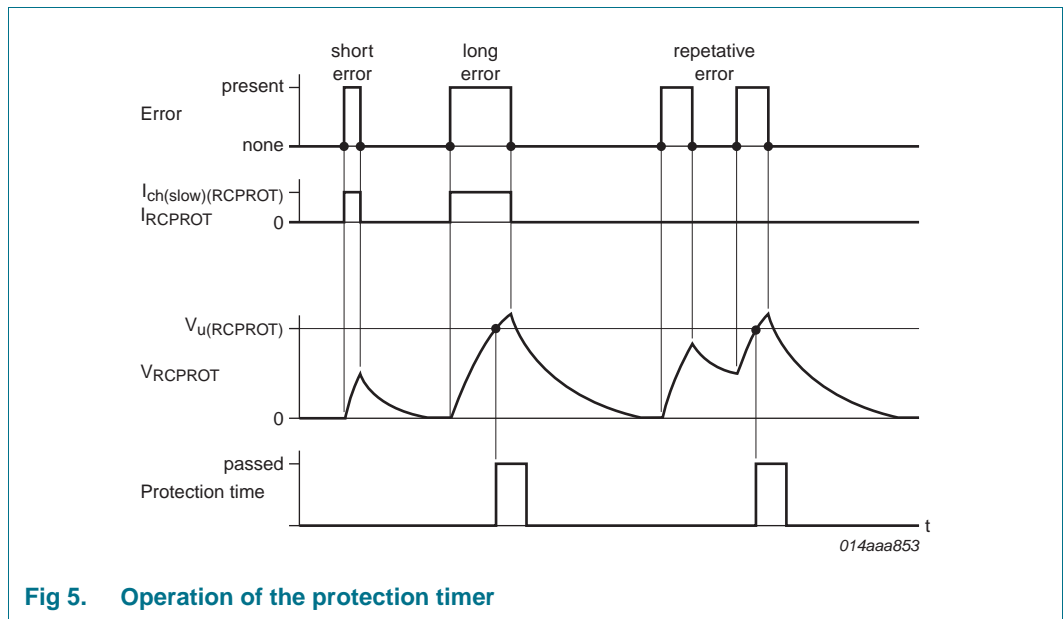 short error
long error
repetative error
present
Error
none
Ich(slow)(RCPROT)
IRCPROT
0
Vu(RCPROT)
VRCPROT
0
passed
Protection time
t
014aaa853
Fig 5. Operation of the protection timer